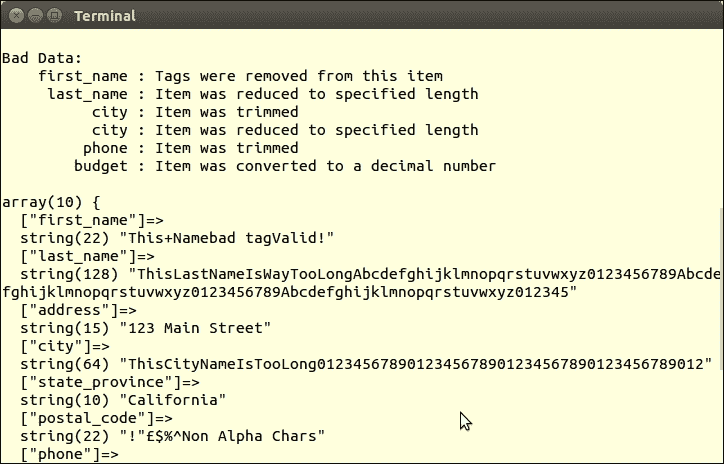 Terminal
Bad Data:
first_name : Tags were removed from this item
last_name : Item was reduced to specified length
city : Item was trimmed
city : Item was reduced to specified length
phone : Item was trimmed
budget : Item was converted to a decimal number
array(10) {
["first_name"]=>
string(22) "This+Namebad tagValid!"
["last_name"]=>
string(128) "ThisLastNameIsWayTooLongAbcdefghijklmnopqrstuvwxyz0123456789Abcde
fghijklmnopqrstuvwxyz0123456789Abcdefghijklmnopqrstuvwxyz012345"
["address"]=>
string(15) "123 Main Street"
["city"]=>
string(64) "ThisCityNameIsTooLong0123456789012345678901234567890123456789012"
["state_province"]=>
string(10) "California"
["postal_code"]=>
string(22) "!"£$%^Non Alpha Chars"
["phone"]=>